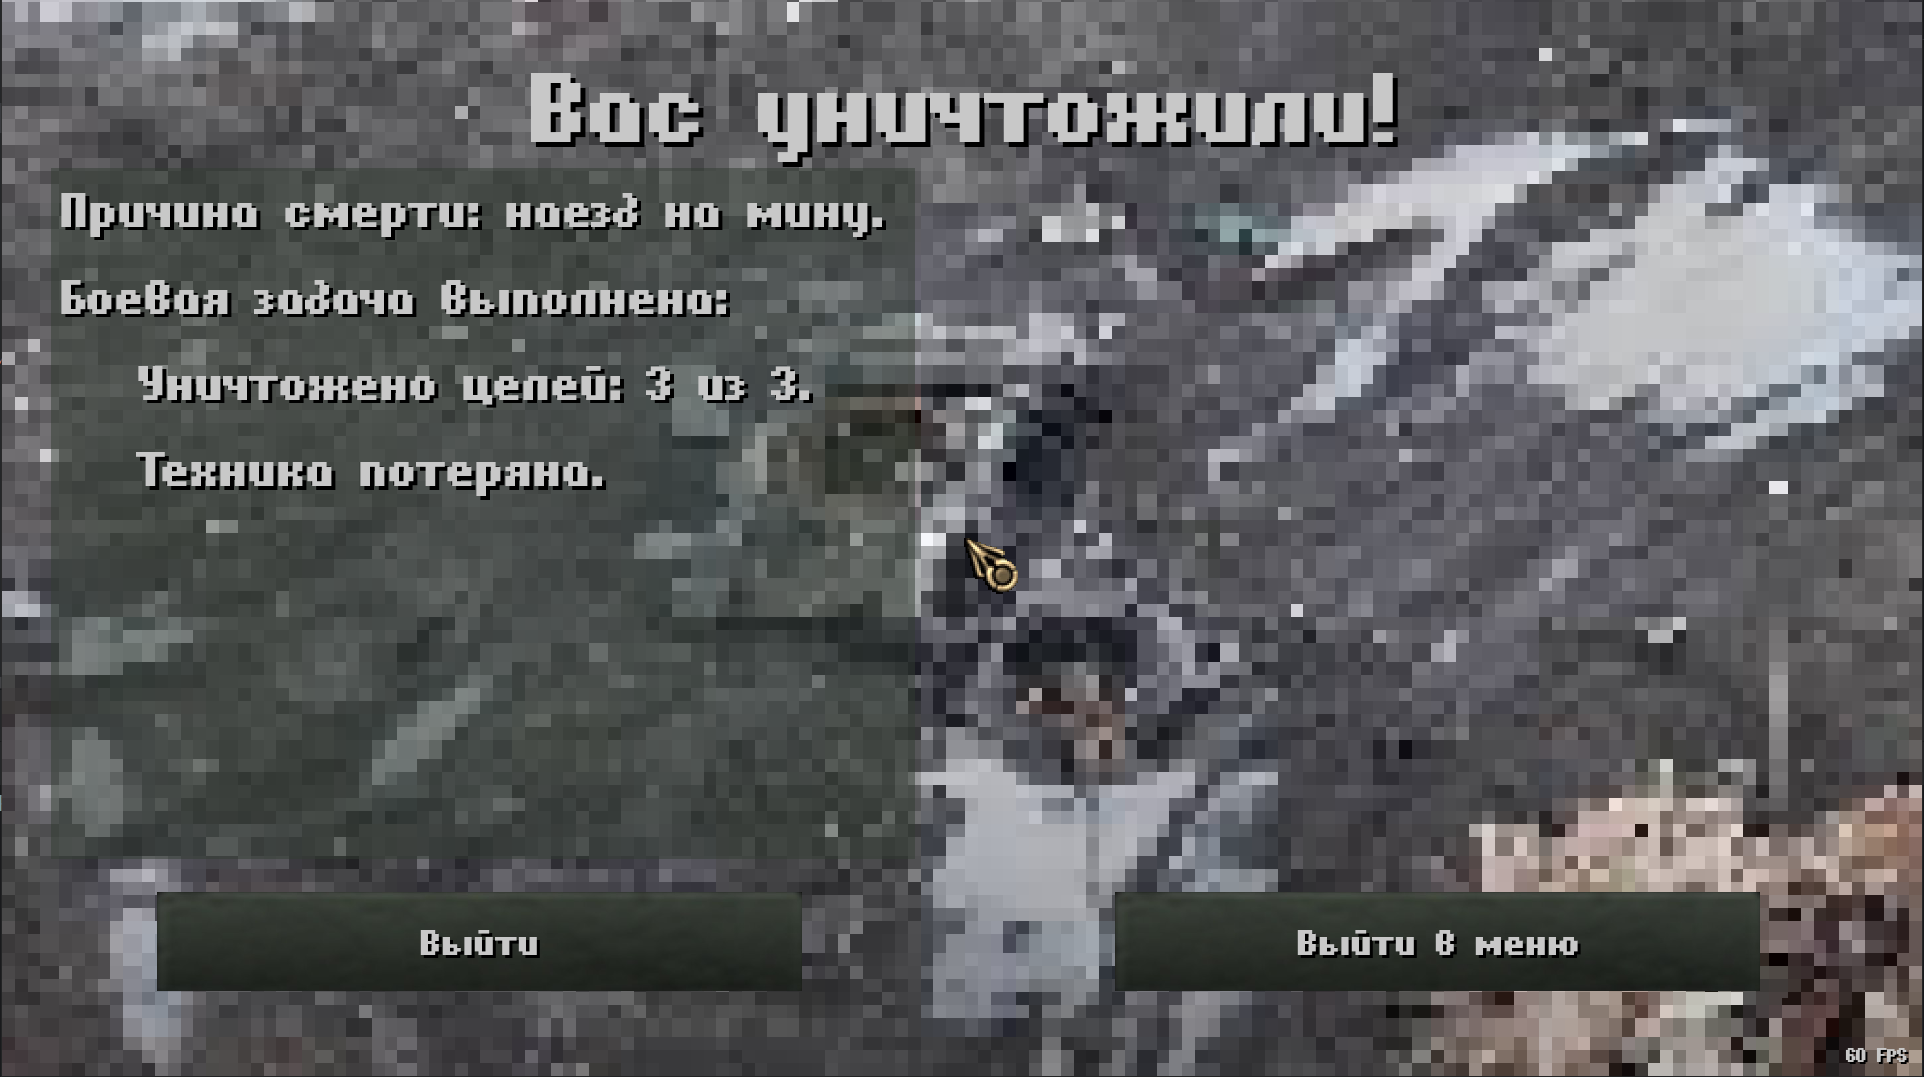 Вас уничтожили!
Причина смерти: наезд на мину.
Боевая задача выполнена:
Уничтожено целей: 3 из 3.
Техника потеряна.
Выйти
Выйти в меню
60 FPS